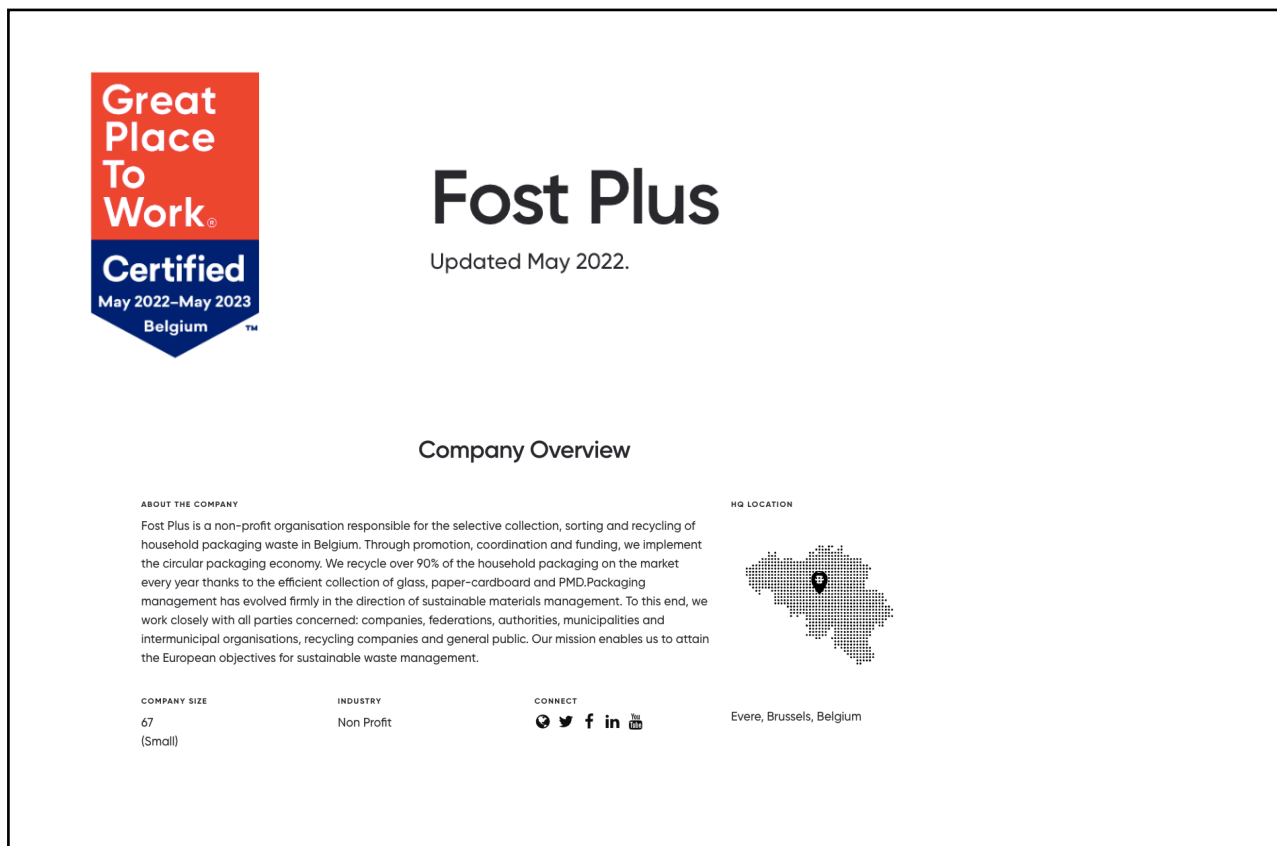 Great
Place
To
Work®
Certified
May 2022–May 2023
Belgium
™
Fost Plus
Updated May 2022.
Company Overview
ABOUT THE COMPANY
Fost Plus is a non-profit organisation responsible for the selective collection, sorting and recycling of
household packaging waste in Belgium. Through promotion, coordination and funding, we implement
the circular packaging economy. We recycle over 90% of the household packaging on the market
every year thanks to the efficient collection of glass, paper-cardboard and PMD.Packaging
management has evolved firmly in the direction of sustainable materials management. To this end, we
work closely with all parties concerned: companies, federations, authorities, municipalities and
intermunicipal organisations, recycling companies and general public. Our mission enables us to attain
the European objectives for sustainable waste management.
HQ LOCATION
Evere, Brussels, Belgium
COMPANY SIZE
67
(Small)
INDUSTRY
Non Profit
CONNECT
You
Tube